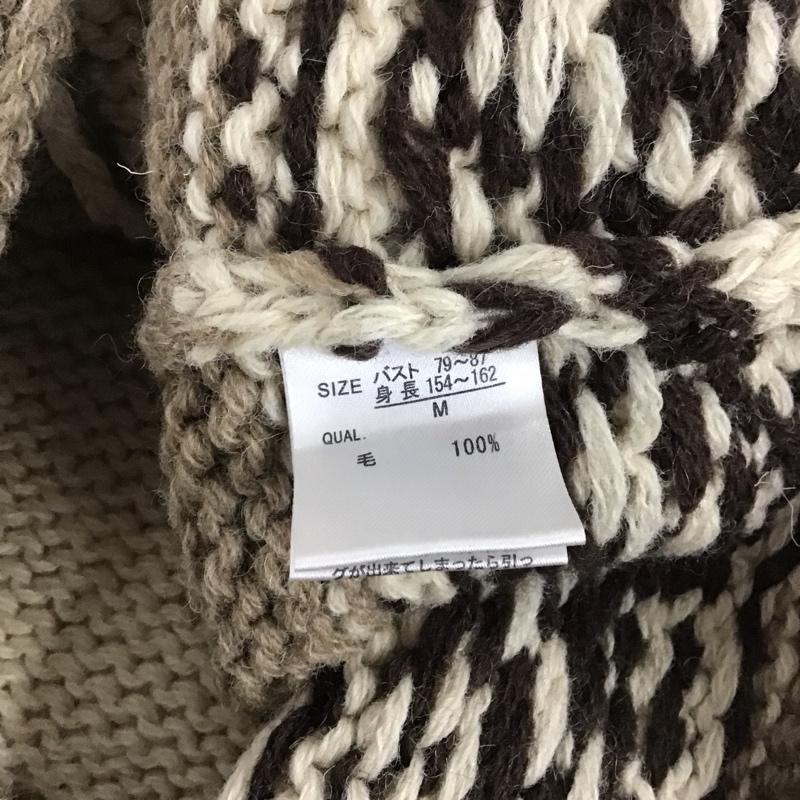 SIZE バスト 79〜87
身長 154〜162
M
QUAL.
毛 100%
グが出来てしまったら引っ